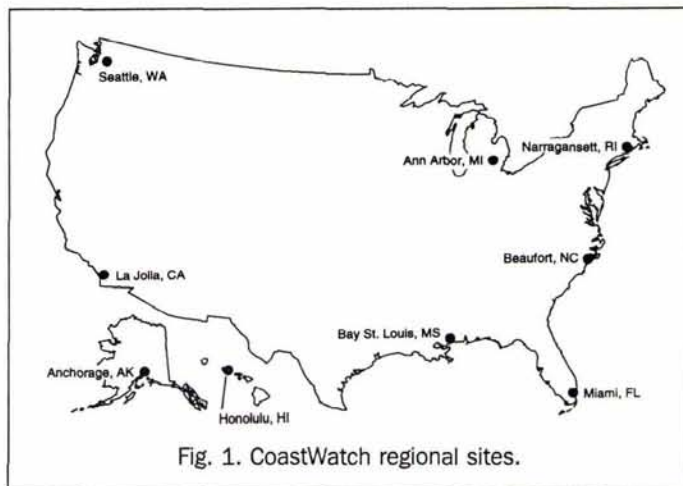 Seattle, WA
Ann Arbor, MI
Narragansett, RI
Beaufort, NC
La Jolla, CA
Bay St. Louis, MS
Anchorage, AK
Miami, FL
Honolulu, HI
Fig. 1. CoastWatch regional sites.